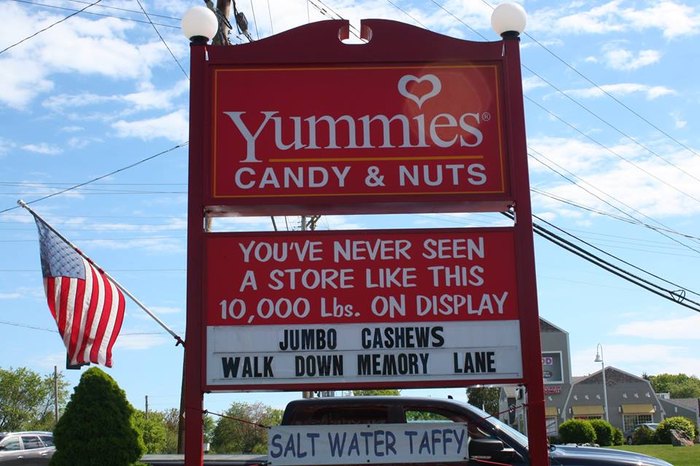 Yummies®
CANDY & NUTS
YOU'VE NEVER SEEN
A STORE LIKE THIS
10,000 Lbs. ON DISPLAY
JUMBO CASHEWS
WALK DOWN MEMORY LANE
SALT WATER TAFFY